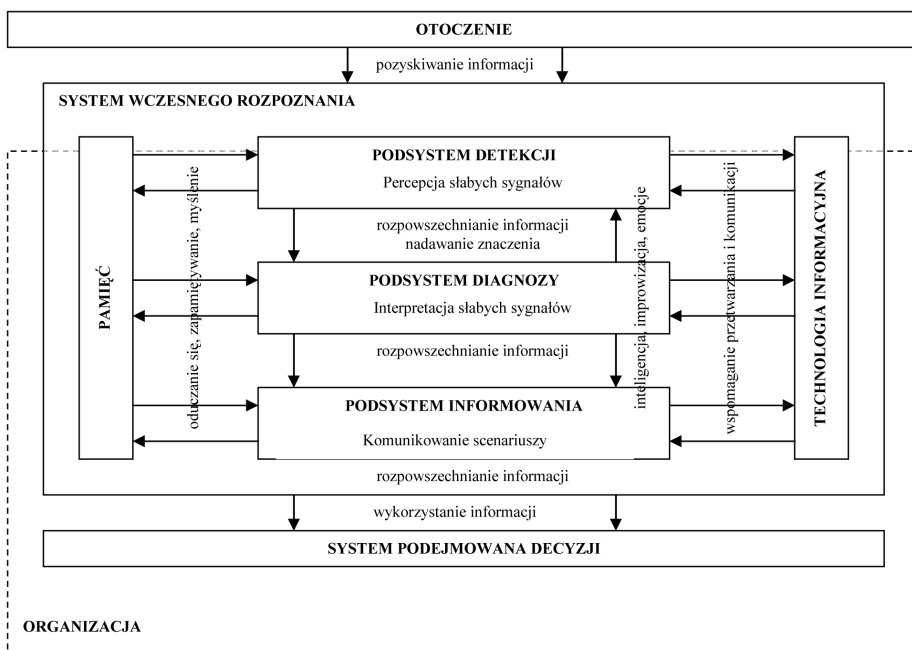 OTOCZENIE
pozyskiwanie informacji
SYSTEM WCZESNEGO ROZPOZNANIA
PAMIĘĆ
oduczanie się, zapamiętywanie, myślenie
PODSYSTEM DETEKCJI
Percepcja słabych sygnałów
rozpowszechnianie informacji
nadawanie znaczenia
PODSYSTEM DIAGNOZY
Interpretacja słabych sygnałów
rozpowszechnianie informacji
PODSYSTEM INFORMOWANIA
Komunikowanie scenariuszy
rozpowszechnianie informacji
inteligencja, improwizacja, emocje
wspomaganie przetwarzania i komunikacji
TECHNOLOGIA INFORMACYJNA
wykorzystanie informacji
SYSTEM PODEJMOWANA DECYZJI
ORGANIZACJA